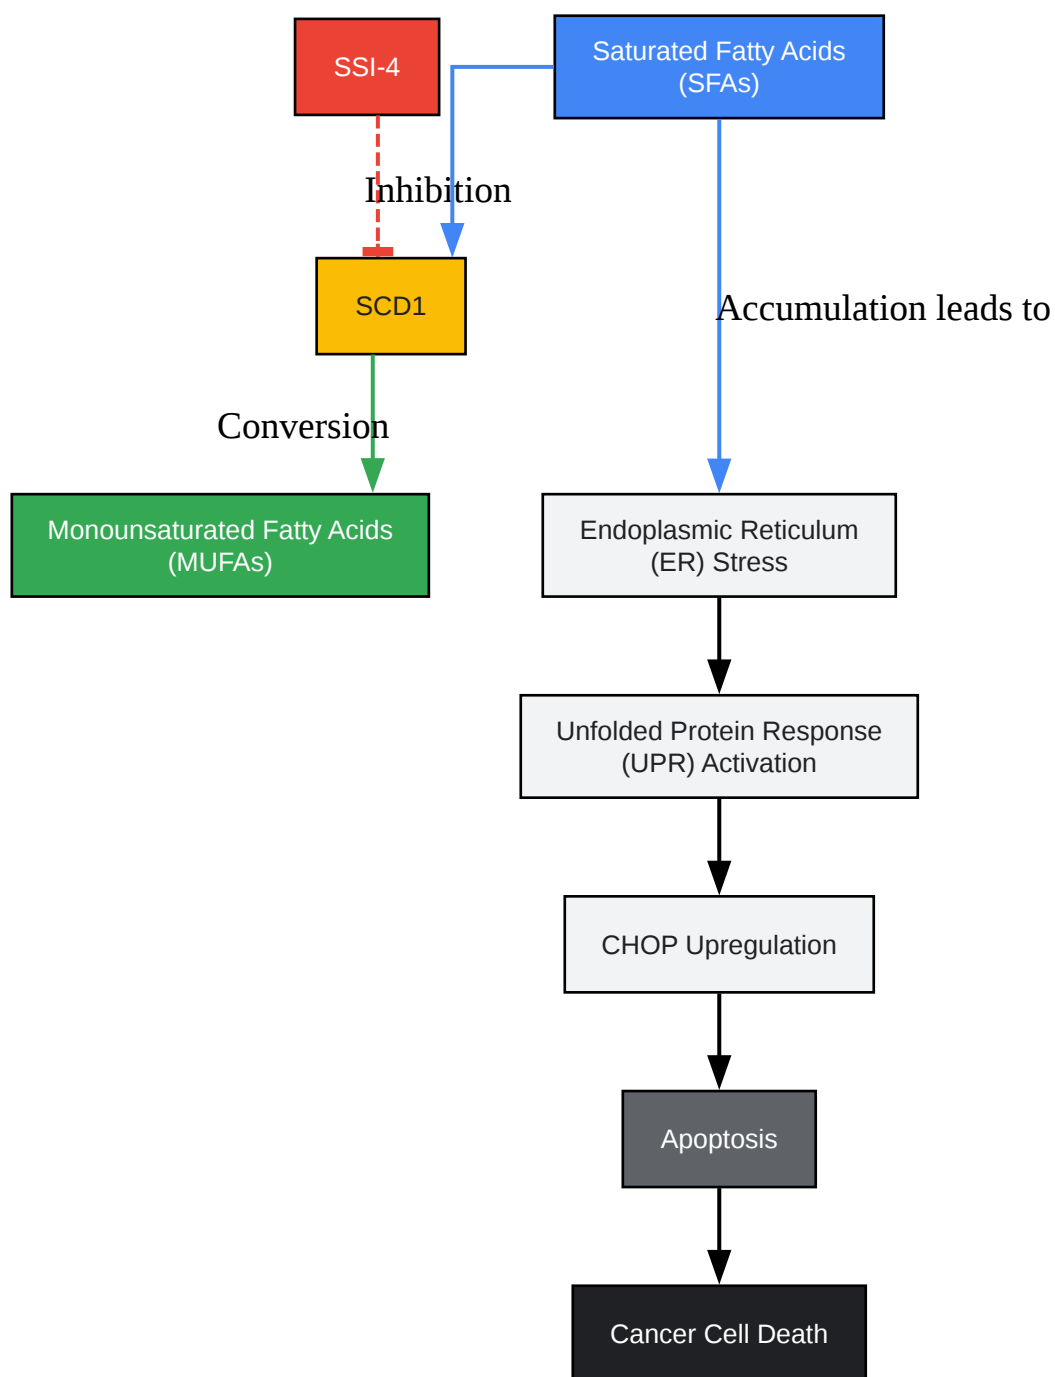 SSI-4
Saturated Fatty Acids
(SFAs)
Inhibition
SCD1
Accumulation leads to
Conversion
Monounsaturated Fatty Acids
(MUFAs)
Endoplasmic Reticulum
(ER) Stress
Unfolded Protein Response
(UPR) Activation
CHOP Upregulation
Apoptosis
Cancer Cell Death